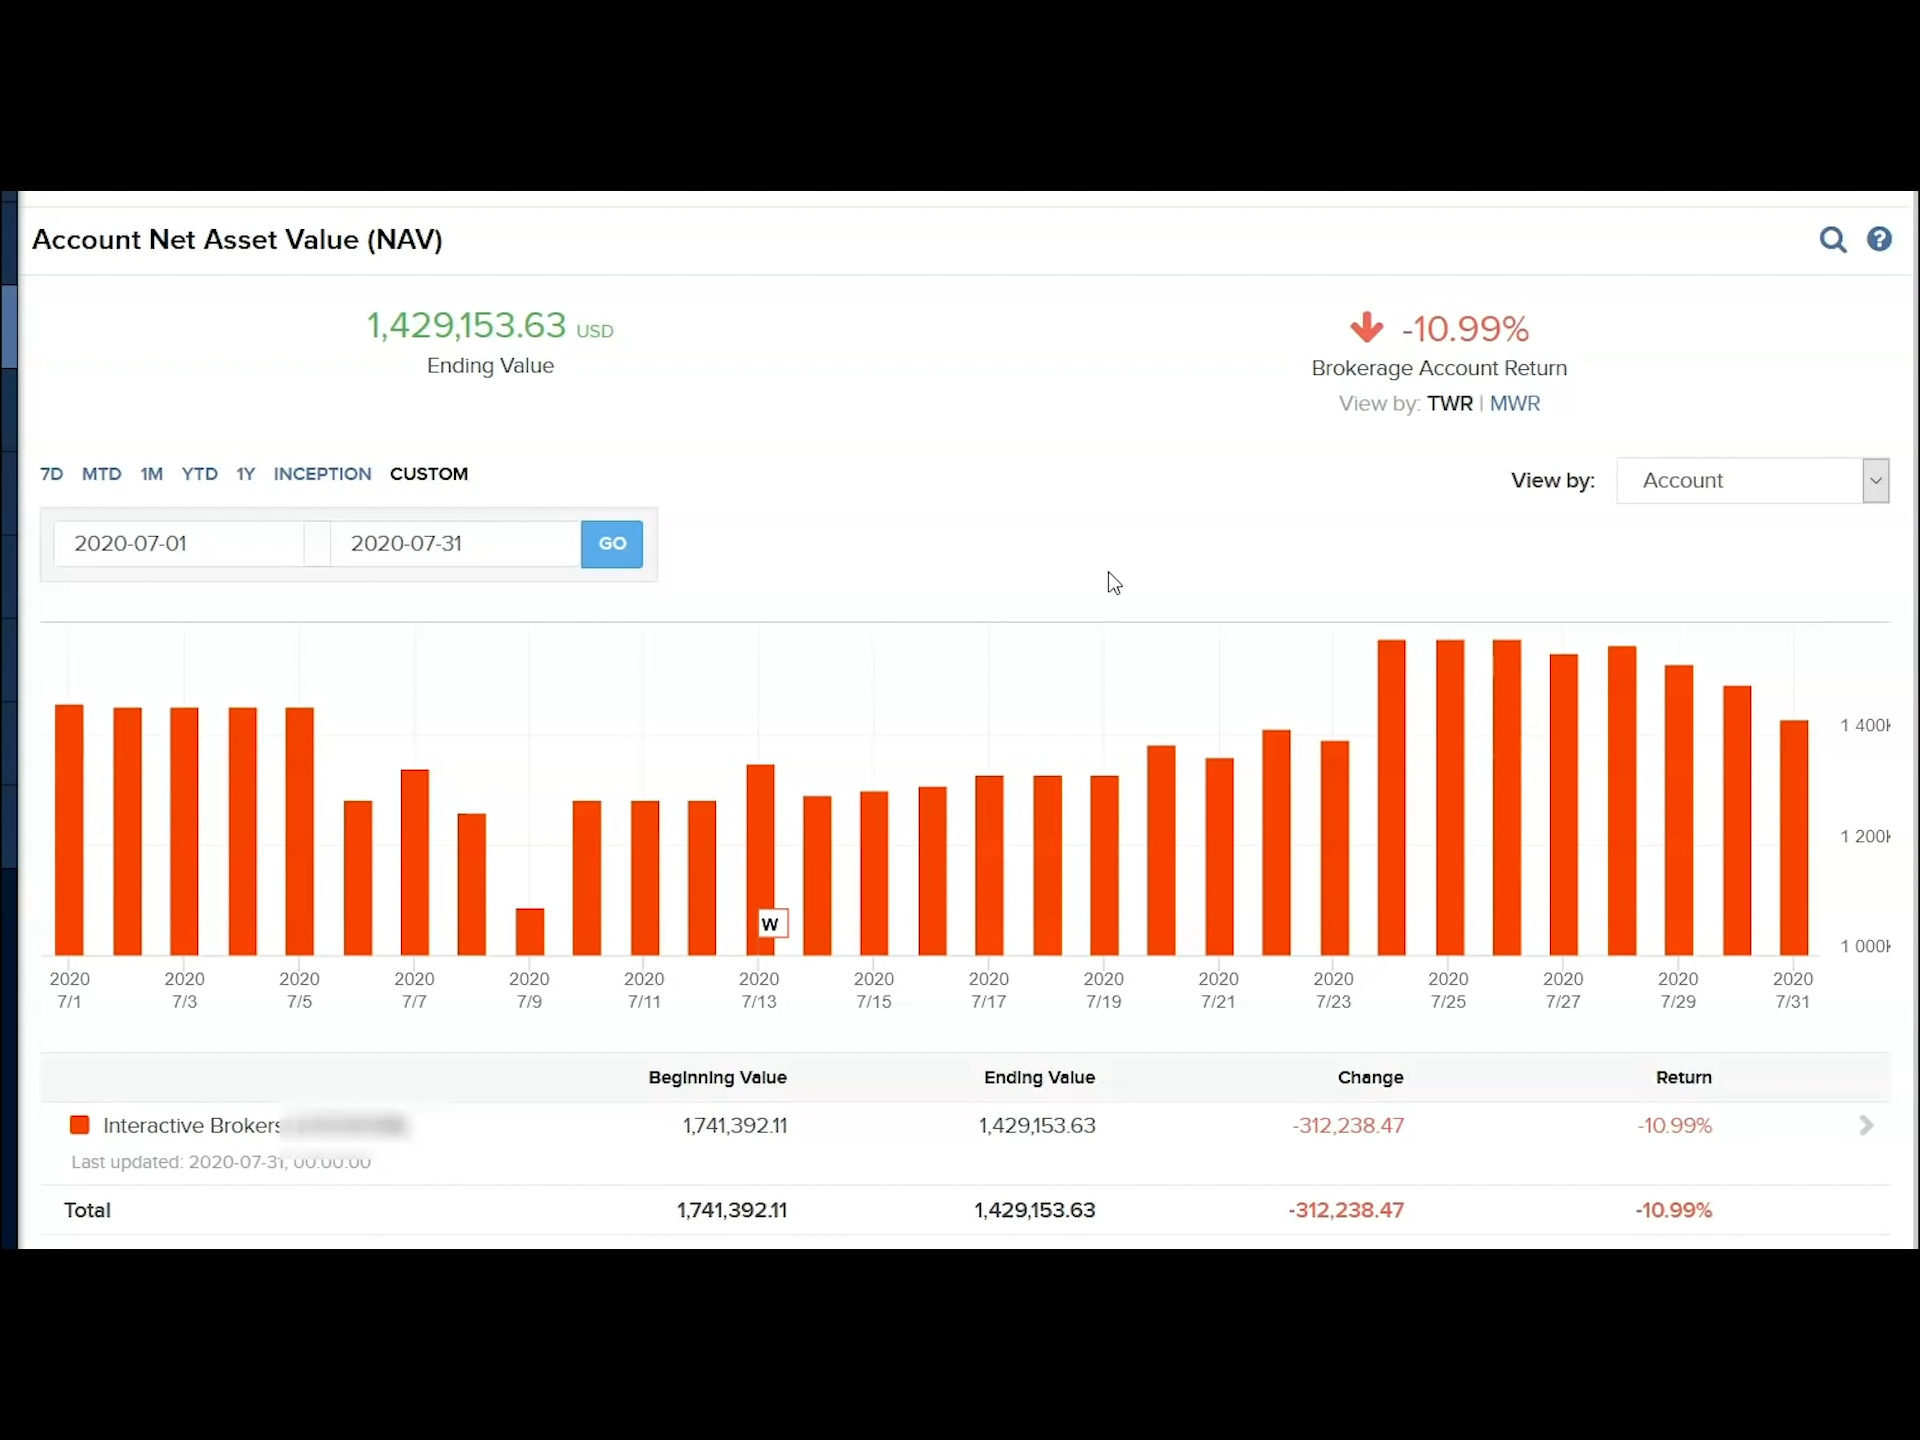 Account Net Asset Value (NAV)
1,429,153.63 USD
Ending Value
-10.99%
Brokerage Account Return
View by: TWR | MWR
7D MTD 1M YTD 1Y INCEPTION CUSTOM
View by: Account
2020-07-01 2020-07-31 GO
1 400k
1 200k
1 000k
W
2020 2020 2020 2020 2020 2020 2020 2020 2020 2020 2020 2020 2020 2020 2020 2020
7/1 7/3 7/5 7/7 7/9 7/11 7/13 7/15 7/17 7/19 7/21 7/23 7/25 7/27 7/29 7/31
Beginning Value Ending Value Change Return
Interactive Brokers 1,741,392.11 1,429,153.63 -312,238.47 -10.99%
Last updated: 2020-07-31, 00:00:00
Total 1,741,392.11 1,429,153.63 -312,238.47 -10.99%